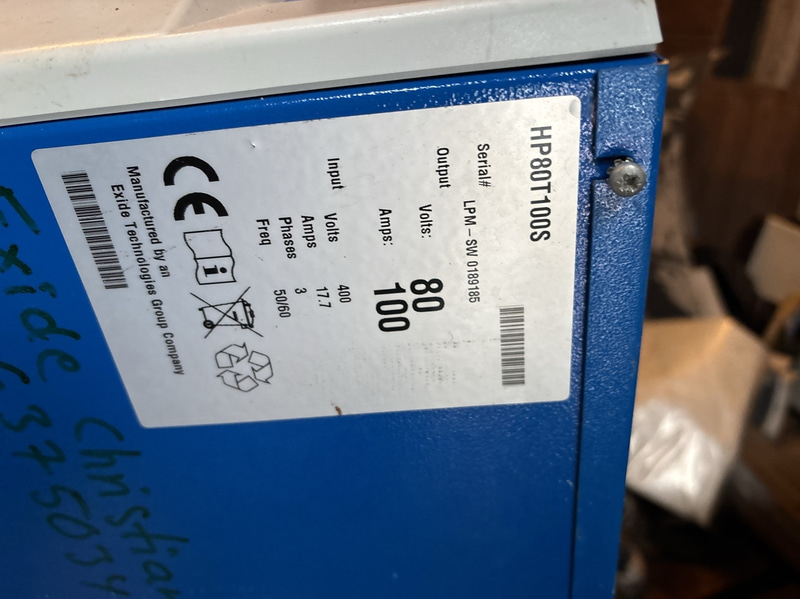 HP80T100S
Serial# LPM – SW 0189185
Output Volts: 80
Amps: 100
Input Volts 400
Amps 17.7
Phases 3
Freq 50/60
CE
Manufactured by an
Exide Technologies Group Company
Exide Christian